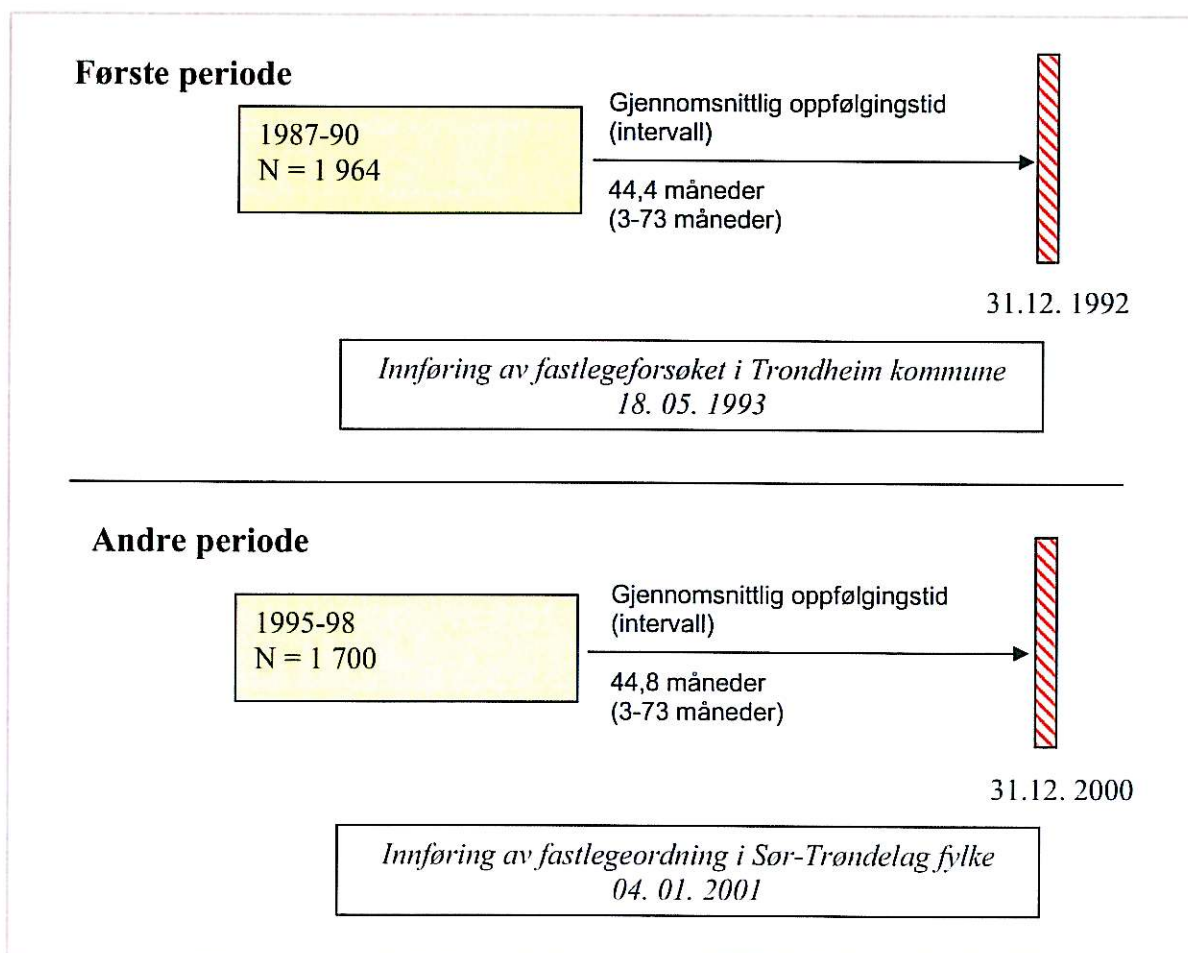 Første periode
1987-90
N = 1 964
Gjennomsnittlig oppfølgingstid
(intervall)
44,4 måneder
(3-73 måneder)
31.12. 1992
Innføring av fastlegeforsøket i Trondheim kommune
18. 05. 1993
Andre periode
1995-98
N = 1 700
Gjennomsnittlig oppfølgingstid
(intervall)
44,8 måneder
(3-73 måneder)
31.12. 2000
Innføring av fastlegeordning i Sør-Trøndelag fylke
04. 01. 2001